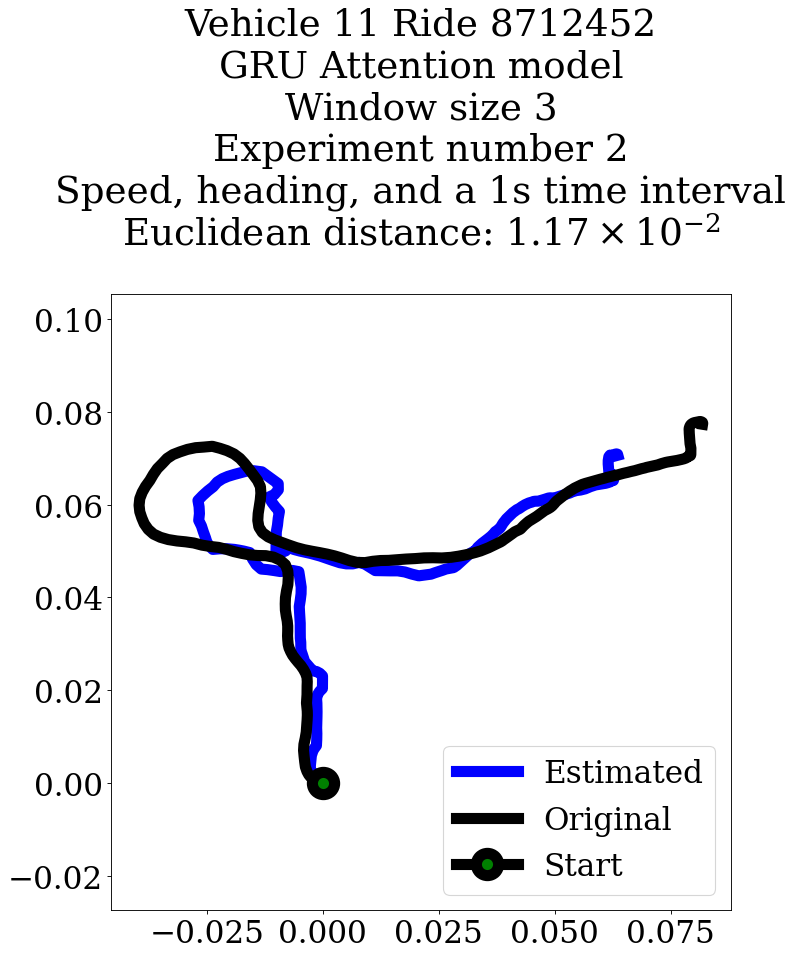 Vehicle 11 Ride 8712452
GRU Attention model
Window size 3
Experiment number 2
Speed, heading, and a 1s time interval
Euclidean distance: 1.17 × 10⁻²
0.10
0.08
0.06
0.04
0.02
0.00
−0.02
Estimated
Original
Start
−0.025 0.000 0.025 0.050 0.075